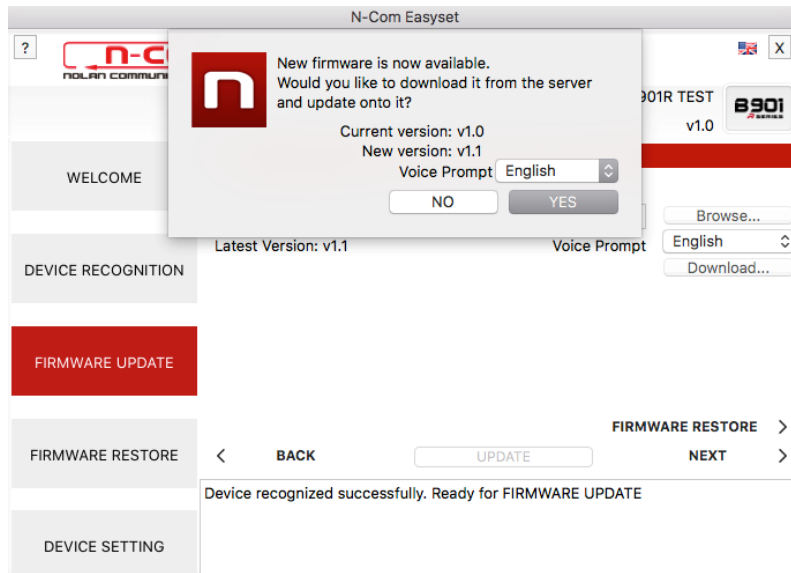 N-Com Easyset
?
n-c
NOLAN COMMUNI
X
New firmware is now available.
Would you like to download it from the server
and update onto it?
Current version: v1.0
New version: v1.1
Voice Prompt English
NO YES
901R TEST
v1.0
B901
R SERIES
WELCOME
Browse...
Latest Version: v1.1 Voice Prompt English
Download...
DEVICE RECOGNITION
FIRMWARE UPDATE
FIRMWARE RESTORE >
FIRMWARE RESTORE
< BACK UPDATE NEXT >
Device recognized successfully. Ready for FIRMWARE UPDATE
DEVICE SETTING